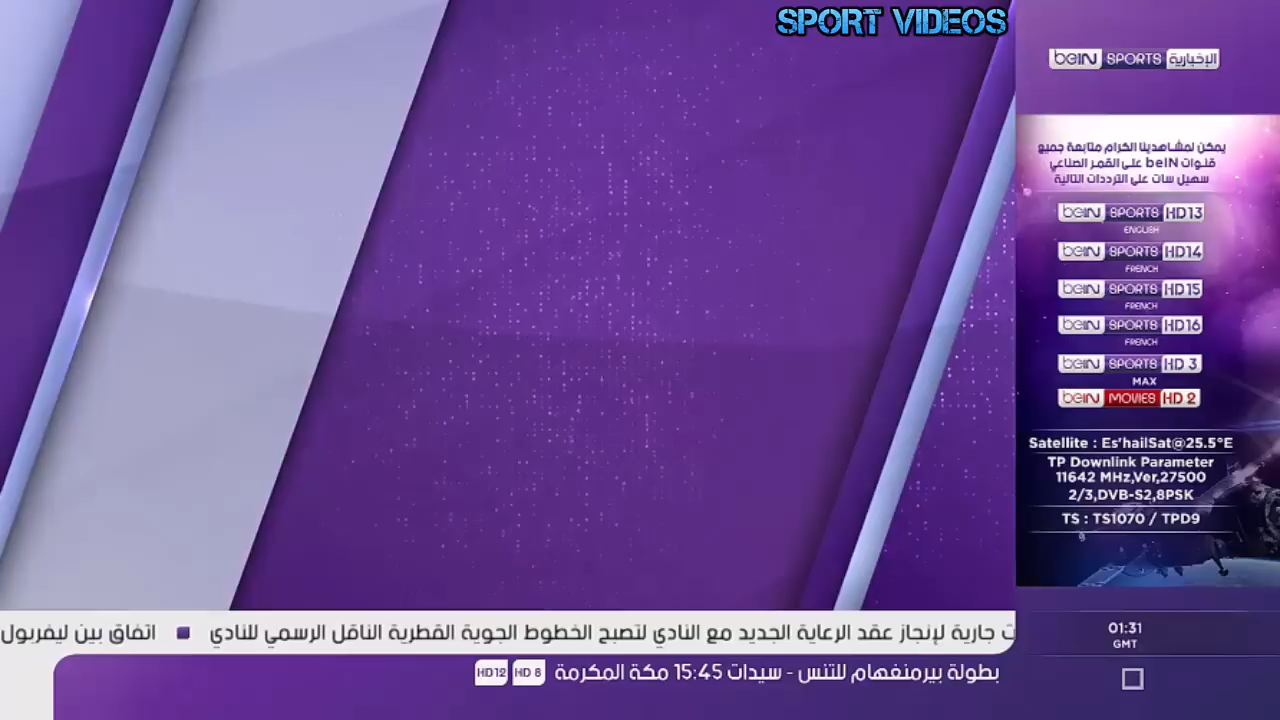 SPORT VIDEOS
beIN SPORTS الإخبارية
يمكن لمشاهدينا الكرام متابعة جميع
قنوات beIN على القمر الصناعي
سهيل سات على الترددات التالية
beIN SPORTS HD13
ENGLISH
beIN SPORTS HD14
FRENCH
beIN SPORTS HD15
FRENCH
beIN SPORTS HD16
FRENCH
beIN SPORTS HD 3
MAX
beIN MOVIES HD 2
Satellite : Es'hailSat@25.5°E
TP Downlink Parameter
11642 MHz,Ver,27500
2/3,DVB-S2,8PSK
TS : TS1070 / TPD9
جارية لإنجاز عقد الرعاية الجديد مع النادي لتصبح الخطوط الجوية القطرية الناقل الرسمي للنادي ■ اتفاق بين ليفربول
01:31
GMT
بطولة بيرمنغهام للتنس - سيدات 15:45 مكة المكرمة HD 8 HD12